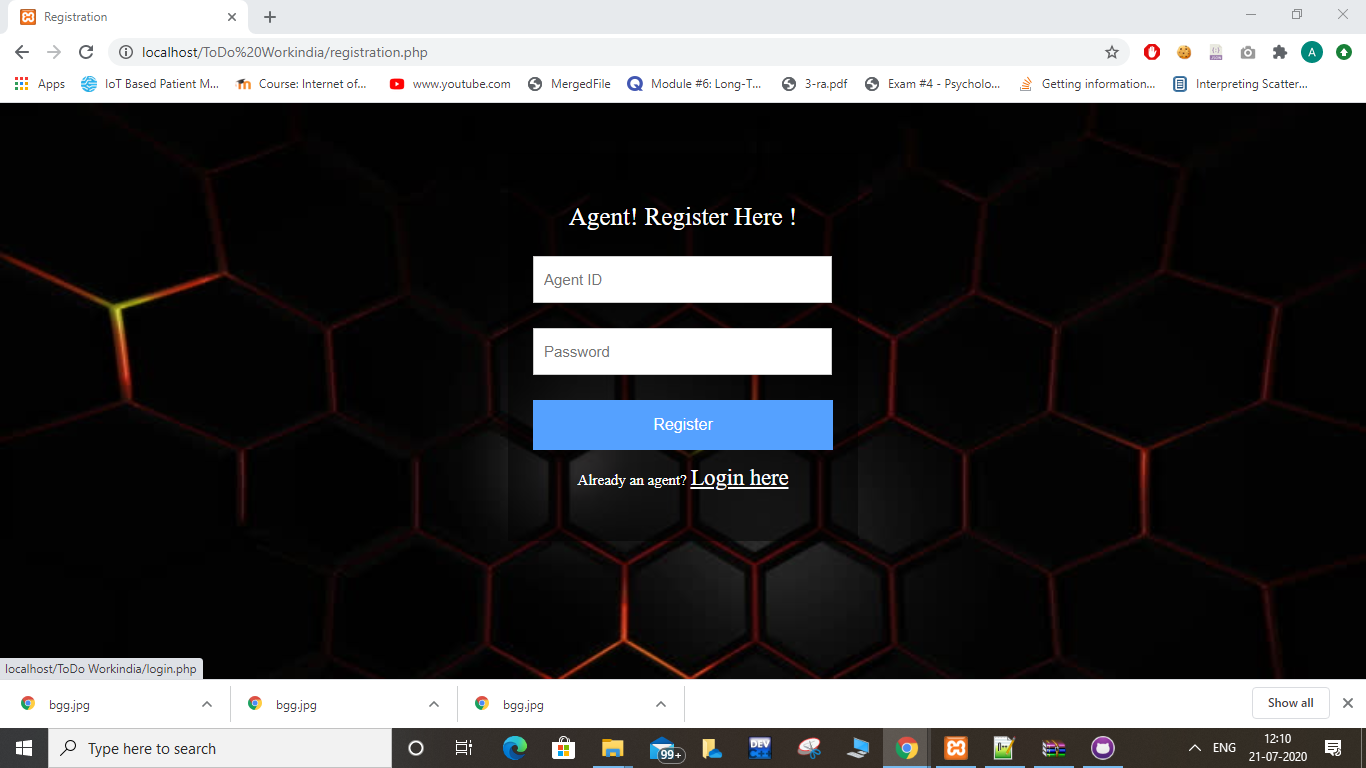 Registration
localhost/ToDo%20Workindia/registration.php
A
Apps
IoT Based Patient M...
Course: Internet of...
www.youtube.com
MergedFile
Module #6: Long-T...
3-ra.pdf
Exam #4 - Psycholo...
Getting information...
Interpreting Scatter...
Agent! Register Here !
Agent ID
Password
Register
Already an agent? Login here
localhost/ToDo Workindia/login.php
bgg.jpg
bgg.jpg
bgg.jpg
Show all
Type here to search
99+
DEV
ENG
12:10
21-07-2020